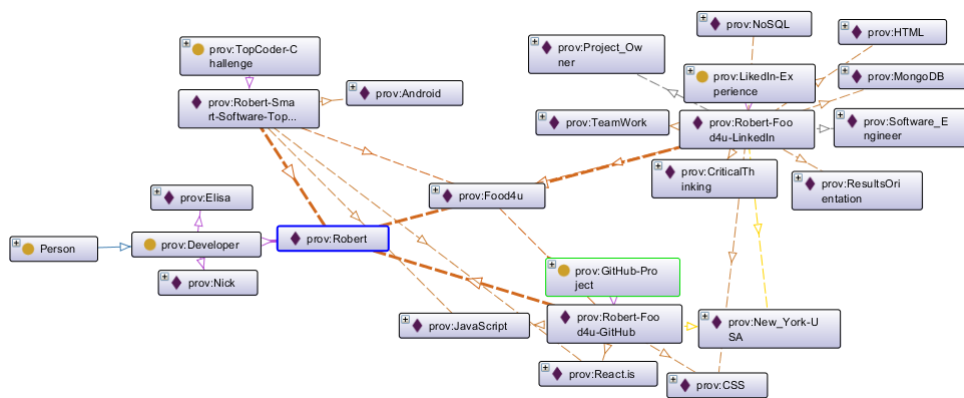 prov:NoSQL
prov:HTML
prov:Project_Ow
ner
prov:TopCoder-C
hallenge
prov:LikedIn-Ex
perience
prov:MongoDB
prov:Android
prov:Robert-Sma
rt-Software-Top...
prov:TeamWork
prov:Robert-Foo
d4u-LinkedIn
prov:Software_E
ngineer
prov:CriticalTh
inking
prov:ResultsOri
entation
prov:Elisa
prov:Food4u
Person
prov:Developer
prov:Robert
prov:Nick
prov:GitHub-Pro
ject
prov:JavaScript
prov:Robert-Foo
d4u-GitHub
prov:New_York-U
SA
prov:React.is
prov:CSS